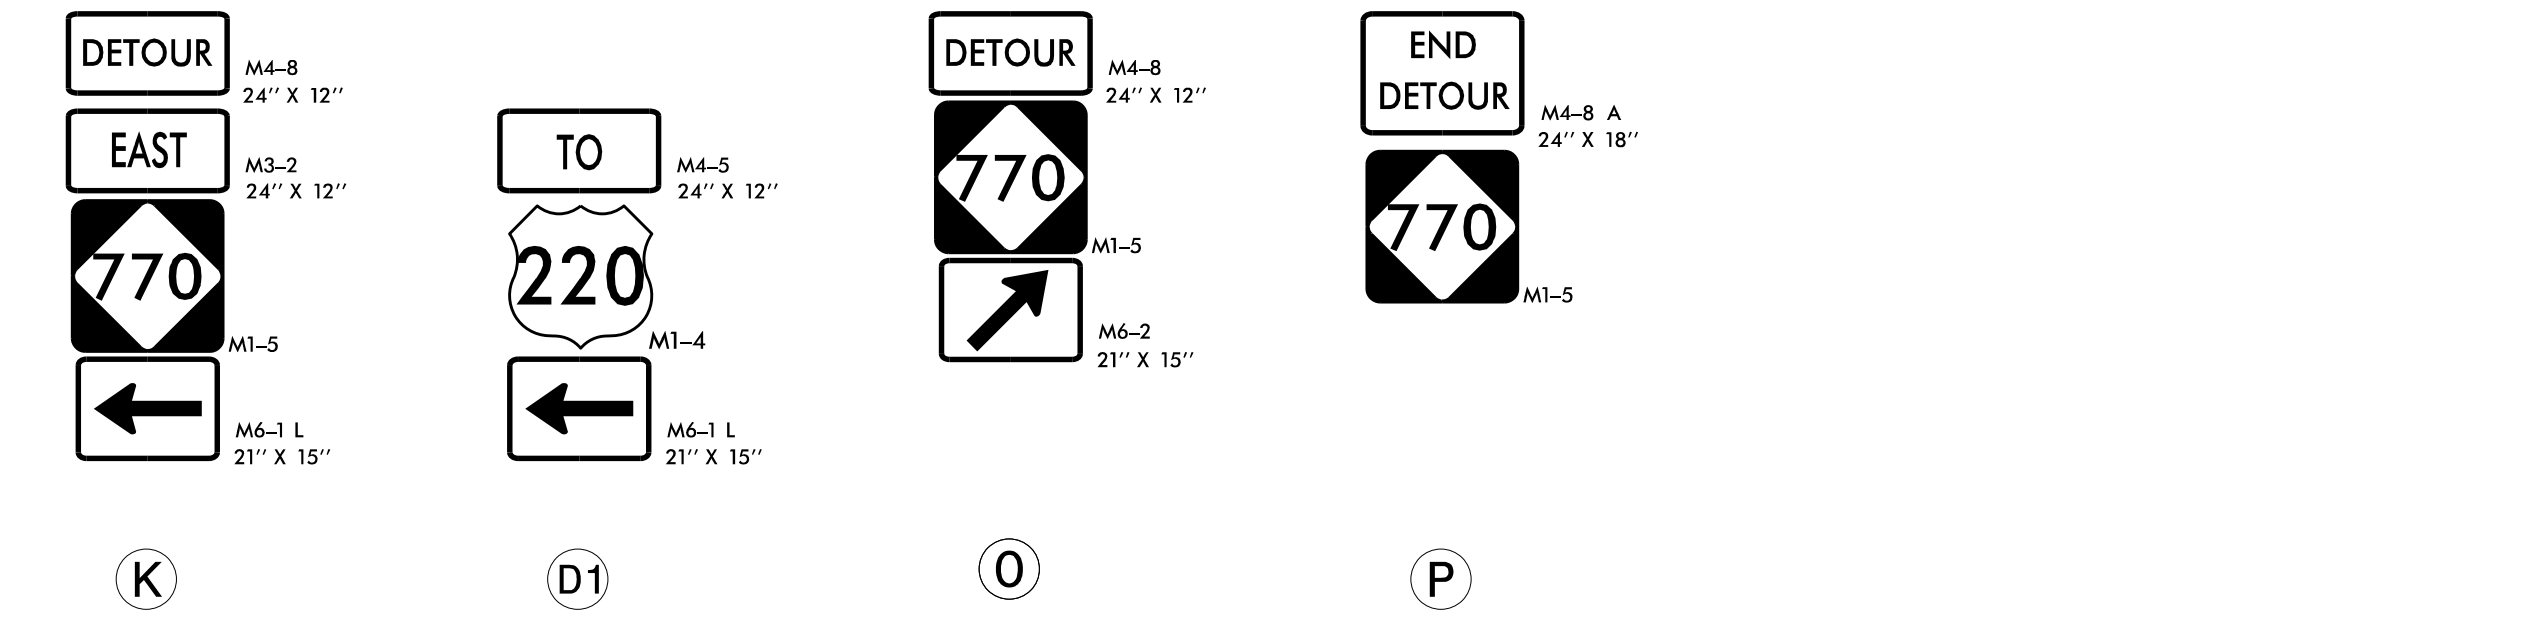 DETOUR
M4–8
24'' X 12''
EAST
M3–2
24'' X 12''
770
M1–5
M6–1 L
21'' X 15''
K
TO
M4–5
24'' X 12''
220
M1–4
M6–1 L
21'' X 15''
D1
DETOUR
M4–8
24'' X 12''
770
M1–5
M6–2
21'' X 15''
O
END
DETOUR
M4–8 A
24'' X 18''
770
M1–5
P